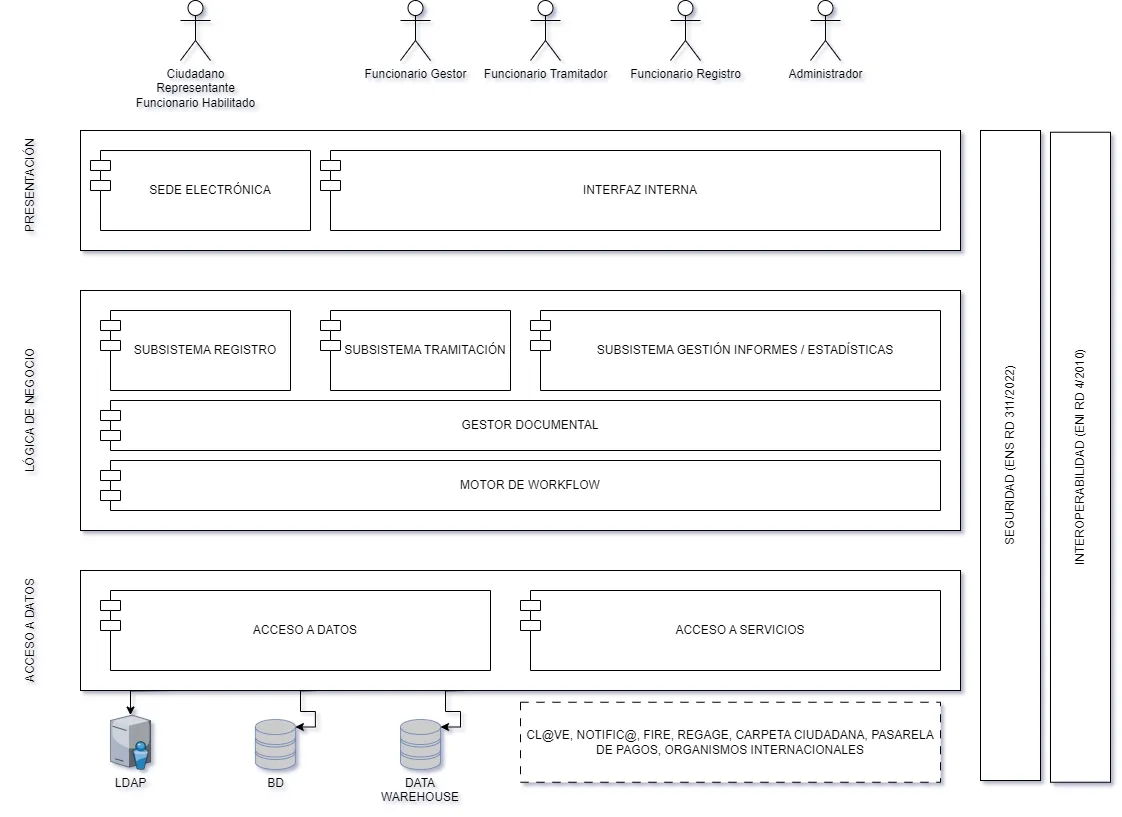 Ciudadano
Representante
Funcionario Habilitado
Funcionario Gestor
Funcionario Tramitador
Funcionario Registro
Administrador
PRESENTACIÓN
SEDE ELECTRÓNICA
INTERFAZ INTERNA
LÓGICA DE NEGOCIO
SUBSISTEMA REGISTRO
SUBSISTEMA TRAMITACIÓN
SUBSISTEMA GESTIÓN INFORMES / ESTADÍSTICAS
GESTOR DOCUMENTAL
MOTOR DE WORKFLOW
ACCESO A DATOS
ACCESO A DATOS
ACCESO A SERVICIOS
LDAP
BD
DATA
WAREHOUSE
CL@VE, NOTIFIC@, FIRE, REGAGE, CARPETA CIUDADANA, PASARELA
DE PAGOS, ORGANISMOS INTERNACIONALES
SEGURIDAD (ENS RD 311/2022)
INTEROPERABILIDAD (ENI RD 4/2010)